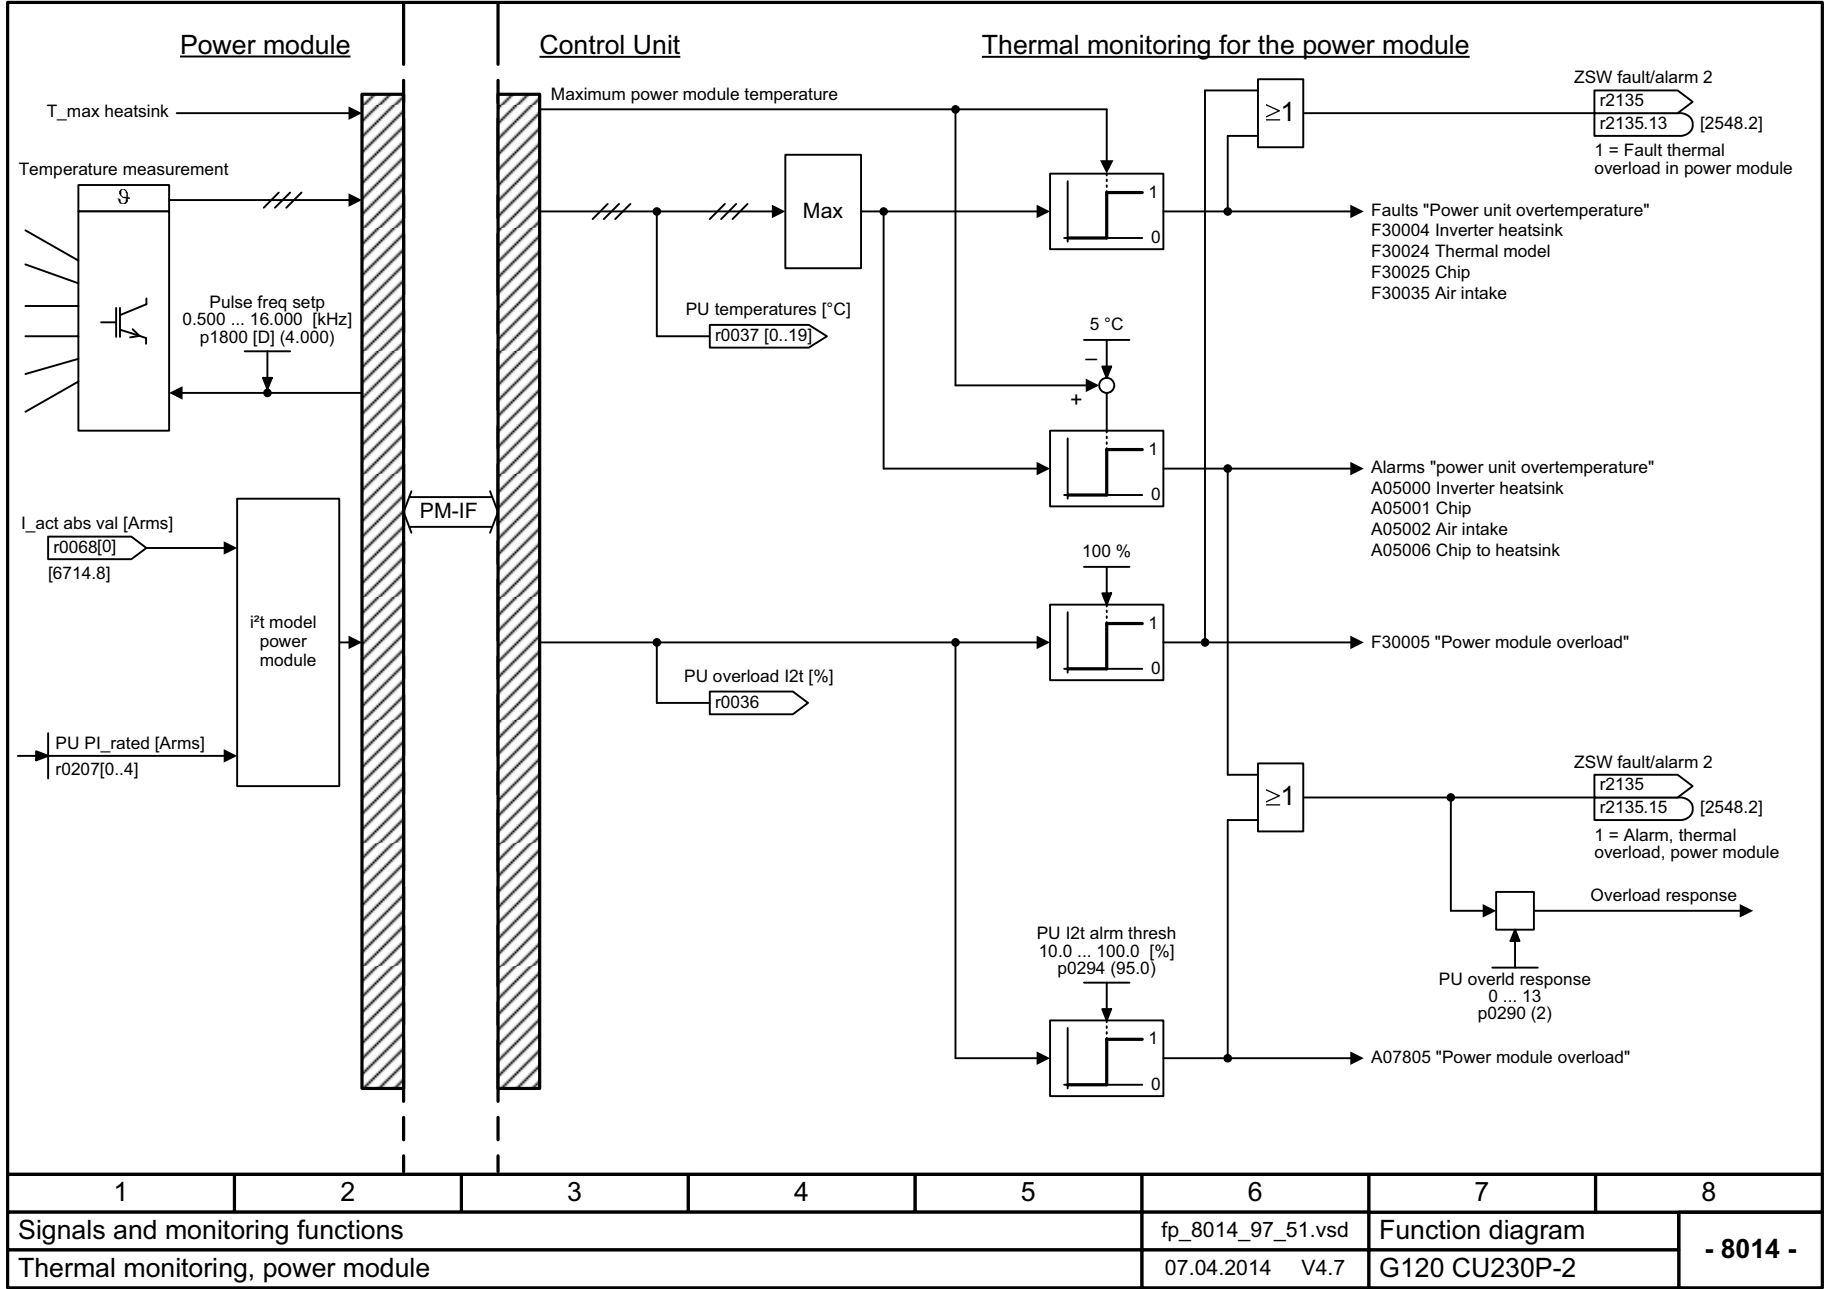 Power module
Control Unit
Thermal monitoring for the power module
T_max heatsink
Temperature measurement
ϑ
Pulse freq setp
0.500 ... 16.000 [kHz]
p1800 [D] (4.000)
I_act abs val [Arms]
r0068[0]
[6714.8]
i²t model
power
module
PU PI_rated [Arms]
r0207[0..4]
PM-IF
Maximum power module temperature
Max
PU temperatures [°C]
r0037 [0..19]
PU overload I2t [%]
r0036
1
0
5 °C
–
+
1
0
100 %
1
0
PU I2t alrm thresh
10.0 ... 100.0 [%]
p0294 (95.0)
1
0
≥1
ZSW fault/alarm 2
r2135
r2135.13 [2548.2]
1 = Fault thermal
overload in power module
Faults "Power unit overtemperature"
F30004 Inverter heatsink
F30024 Thermal model
F30025 Chip
F30035 Air intake
Alarms "power unit overtemperature"
A05000 Inverter heatsink
A05001 Chip
A05002 Air intake
A05006 Chip to heatsink
F30005 "Power module overload"
≥1
ZSW fault/alarm 2
r2135
r2135.15 [2548.2]
1 = Alarm, thermal
overload, power module
Overload response
PU overld response
0 ... 13
p0290 (2)
A07805 "Power module overload"
1 2 3 4 5 6 7 8
Signals and monitoring functions
fp_8014_97_51.vsd
Function diagram
- 8014 -
Thermal monitoring, power module
07.04.2014 V4.7
G120 CU230P-2